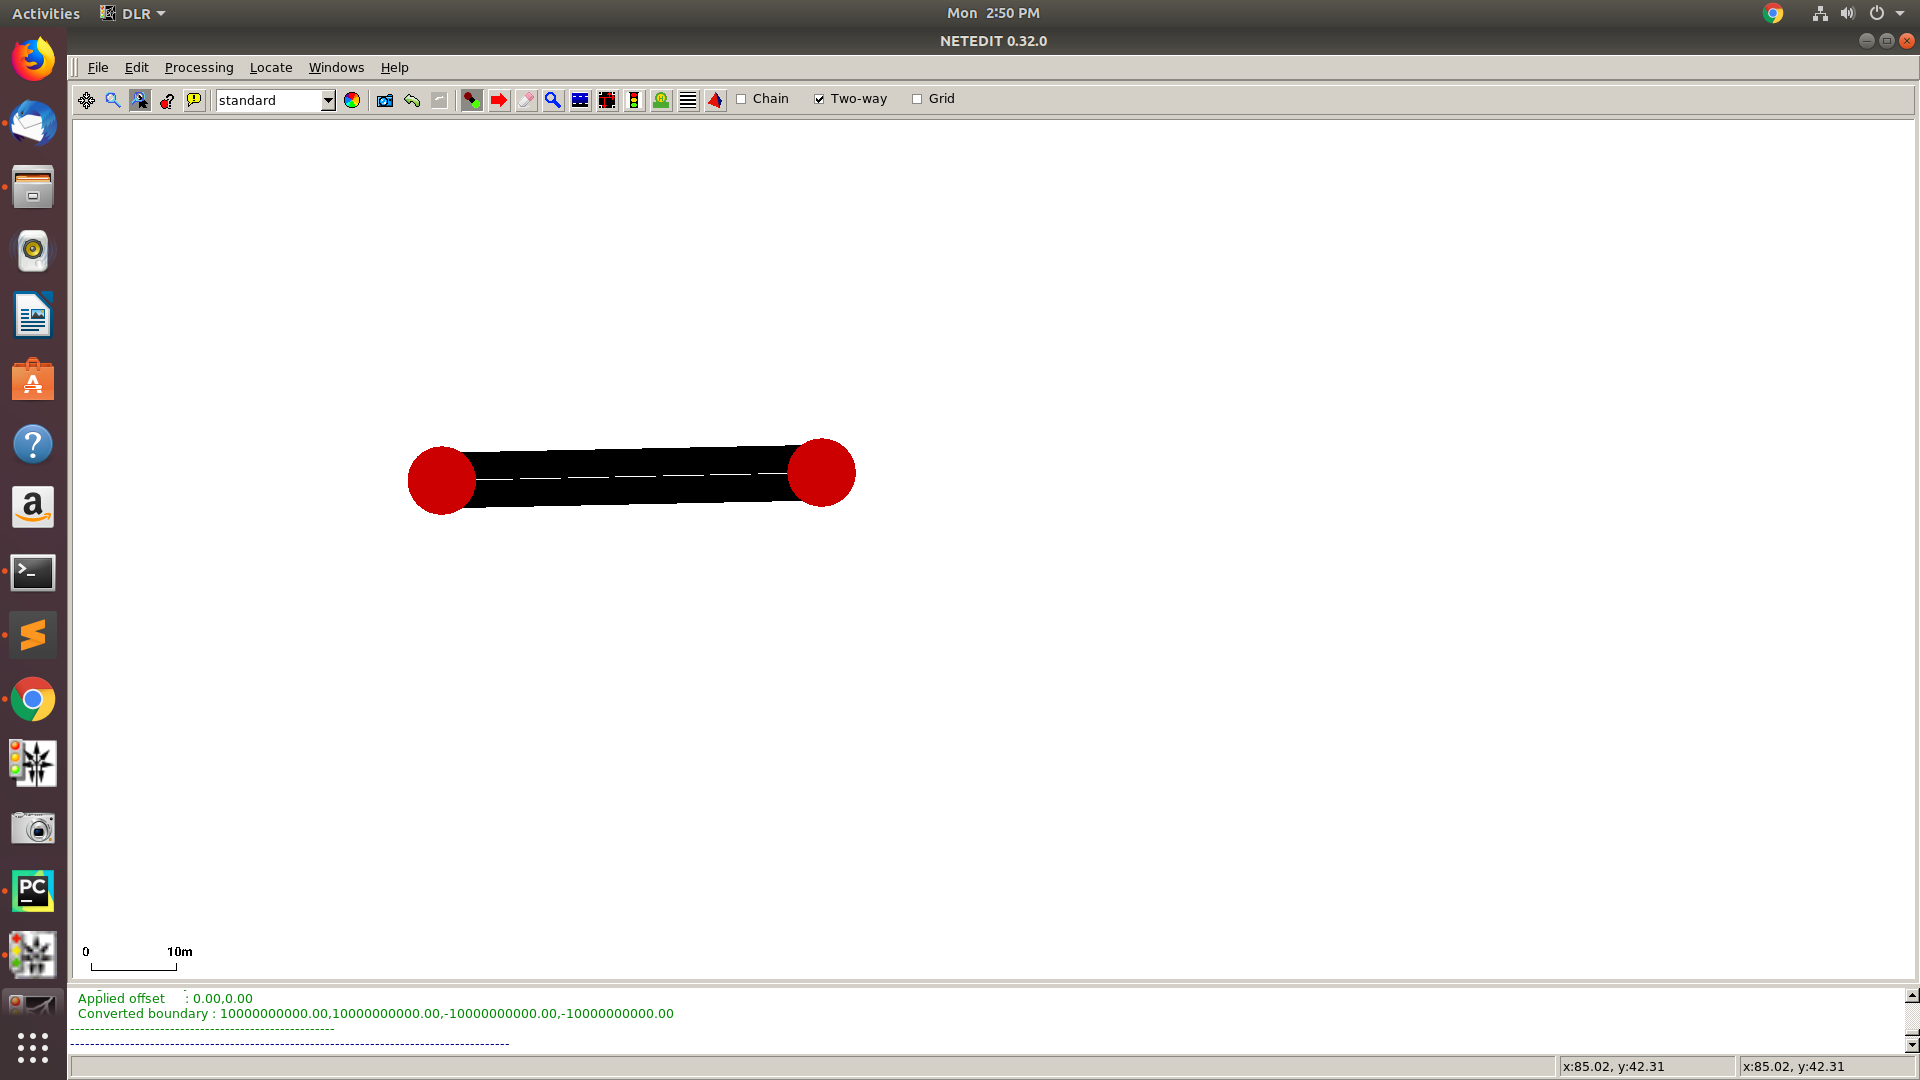 Activities DLR Mon 2:50 PM
NETEDIT 0.32.0
File Edit Processing Locate Windows Help
standard Chain Two-way Grid
0 10m
Applied offset : 0.00,0.00
Converted boundary : 10000000000.00,10000000000.00,-10000000000.00,-10000000000.00
x:85.02, y:42.31 x:85.02, y:42.31